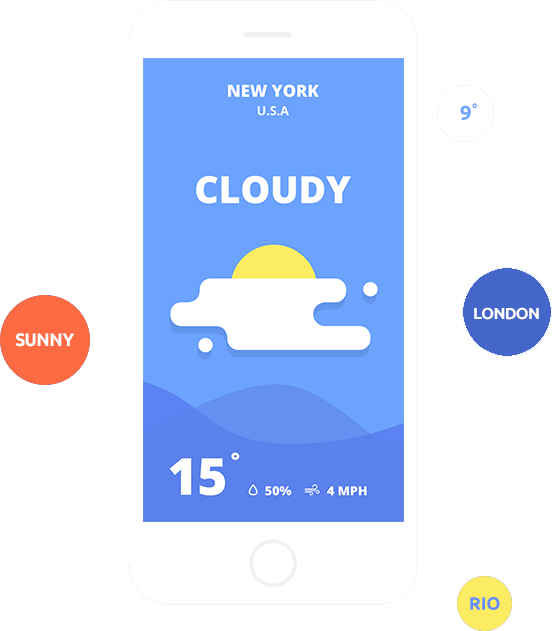 NEW YORK
U.S.A
9°
CLOUDY
SUNNY
LONDON
15°
50% 4 MPH
RIO